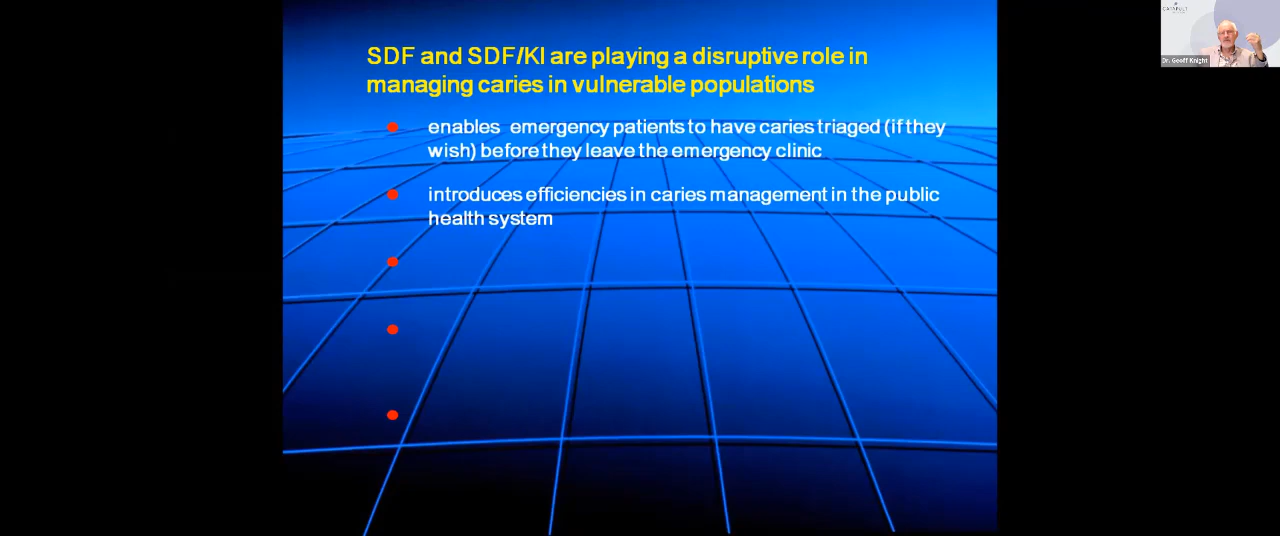 SDF and SDF/KI are playing a disruptive role in
managing caries in vulnerable populations
enables emergency patients to have caries triaged (if they
wish) before they leave the emergency clinic
introduces efficiencies in caries management in the public
health system
CATAPULT
Dr. Geoff Knight